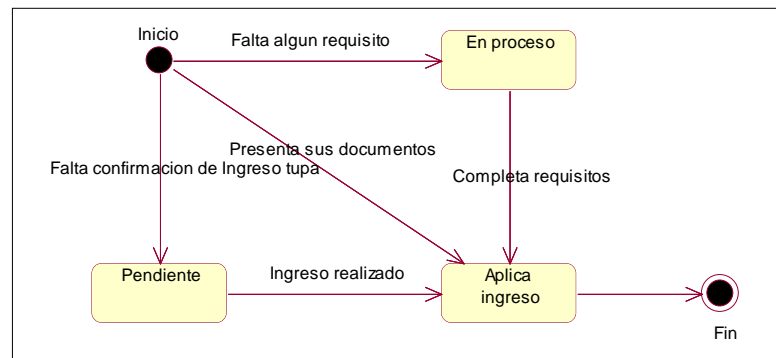 Inicio
Falta algun requisito
En proceso
Presenta sus documentos
Falta confirmacion de Ingreso tupa
Completa requisitos
Pendiente
Ingreso realizado
Aplica
ingreso
Fin